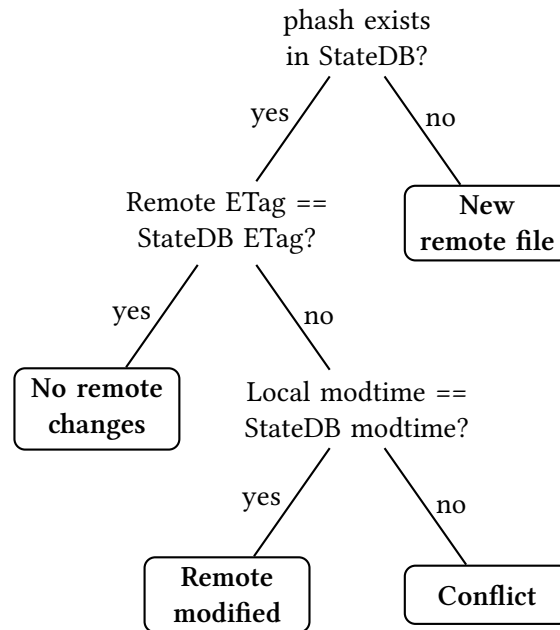 phash exists
in StateDB?
yes
no
Remote ETag ==
StateDB ETag?
New
remote file
yes
no
No remote
changes
Local modtime ==
StateDB modtime?
yes
no
Remote
modified
Conflict